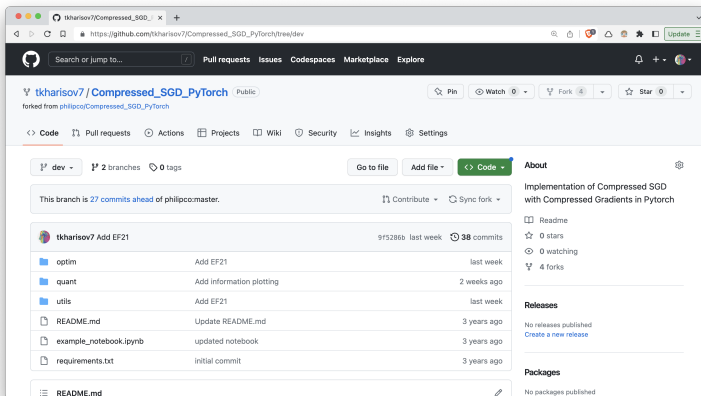 tkharisov7/Compressed_SGD_P
https://github.com/tkharisov7/Compressed_SGD_PyTorch/tree/dev
Update
Search or jump to...
/
Pull requests Issues Codespaces Marketplace Explore
tkharisov7 / Compressed_SGD_PyTorch Public
Pin Watch 0 Fork 4 Star 0
forked from philipco/Compressed_SGD_PyTorch
<> Code Pull requests Actions Projects Wiki Security Insights Settings
dev 2 branches 0 tags Go to file Add file <> Code
This branch is 27 commits ahead of philipco:master. Contribute Sync fork
tkharisov7 Add EF21 9f5286b last week 38 commits
optim Add EF21 last week
quant Add information plotting 2 weeks ago
utils Add EF21 last week
README.md Update README.md 3 years ago
example_notebook.ipynb updated notebook 3 years ago
requirements.txt initial commit 3 years ago
README.md
About
Implementation of Compressed SGD
with Compressed Gradients in Pytorch
Readme
0 stars
0 watching
4 forks
Releases
No releases published
Create a new release
Packages
No packages published